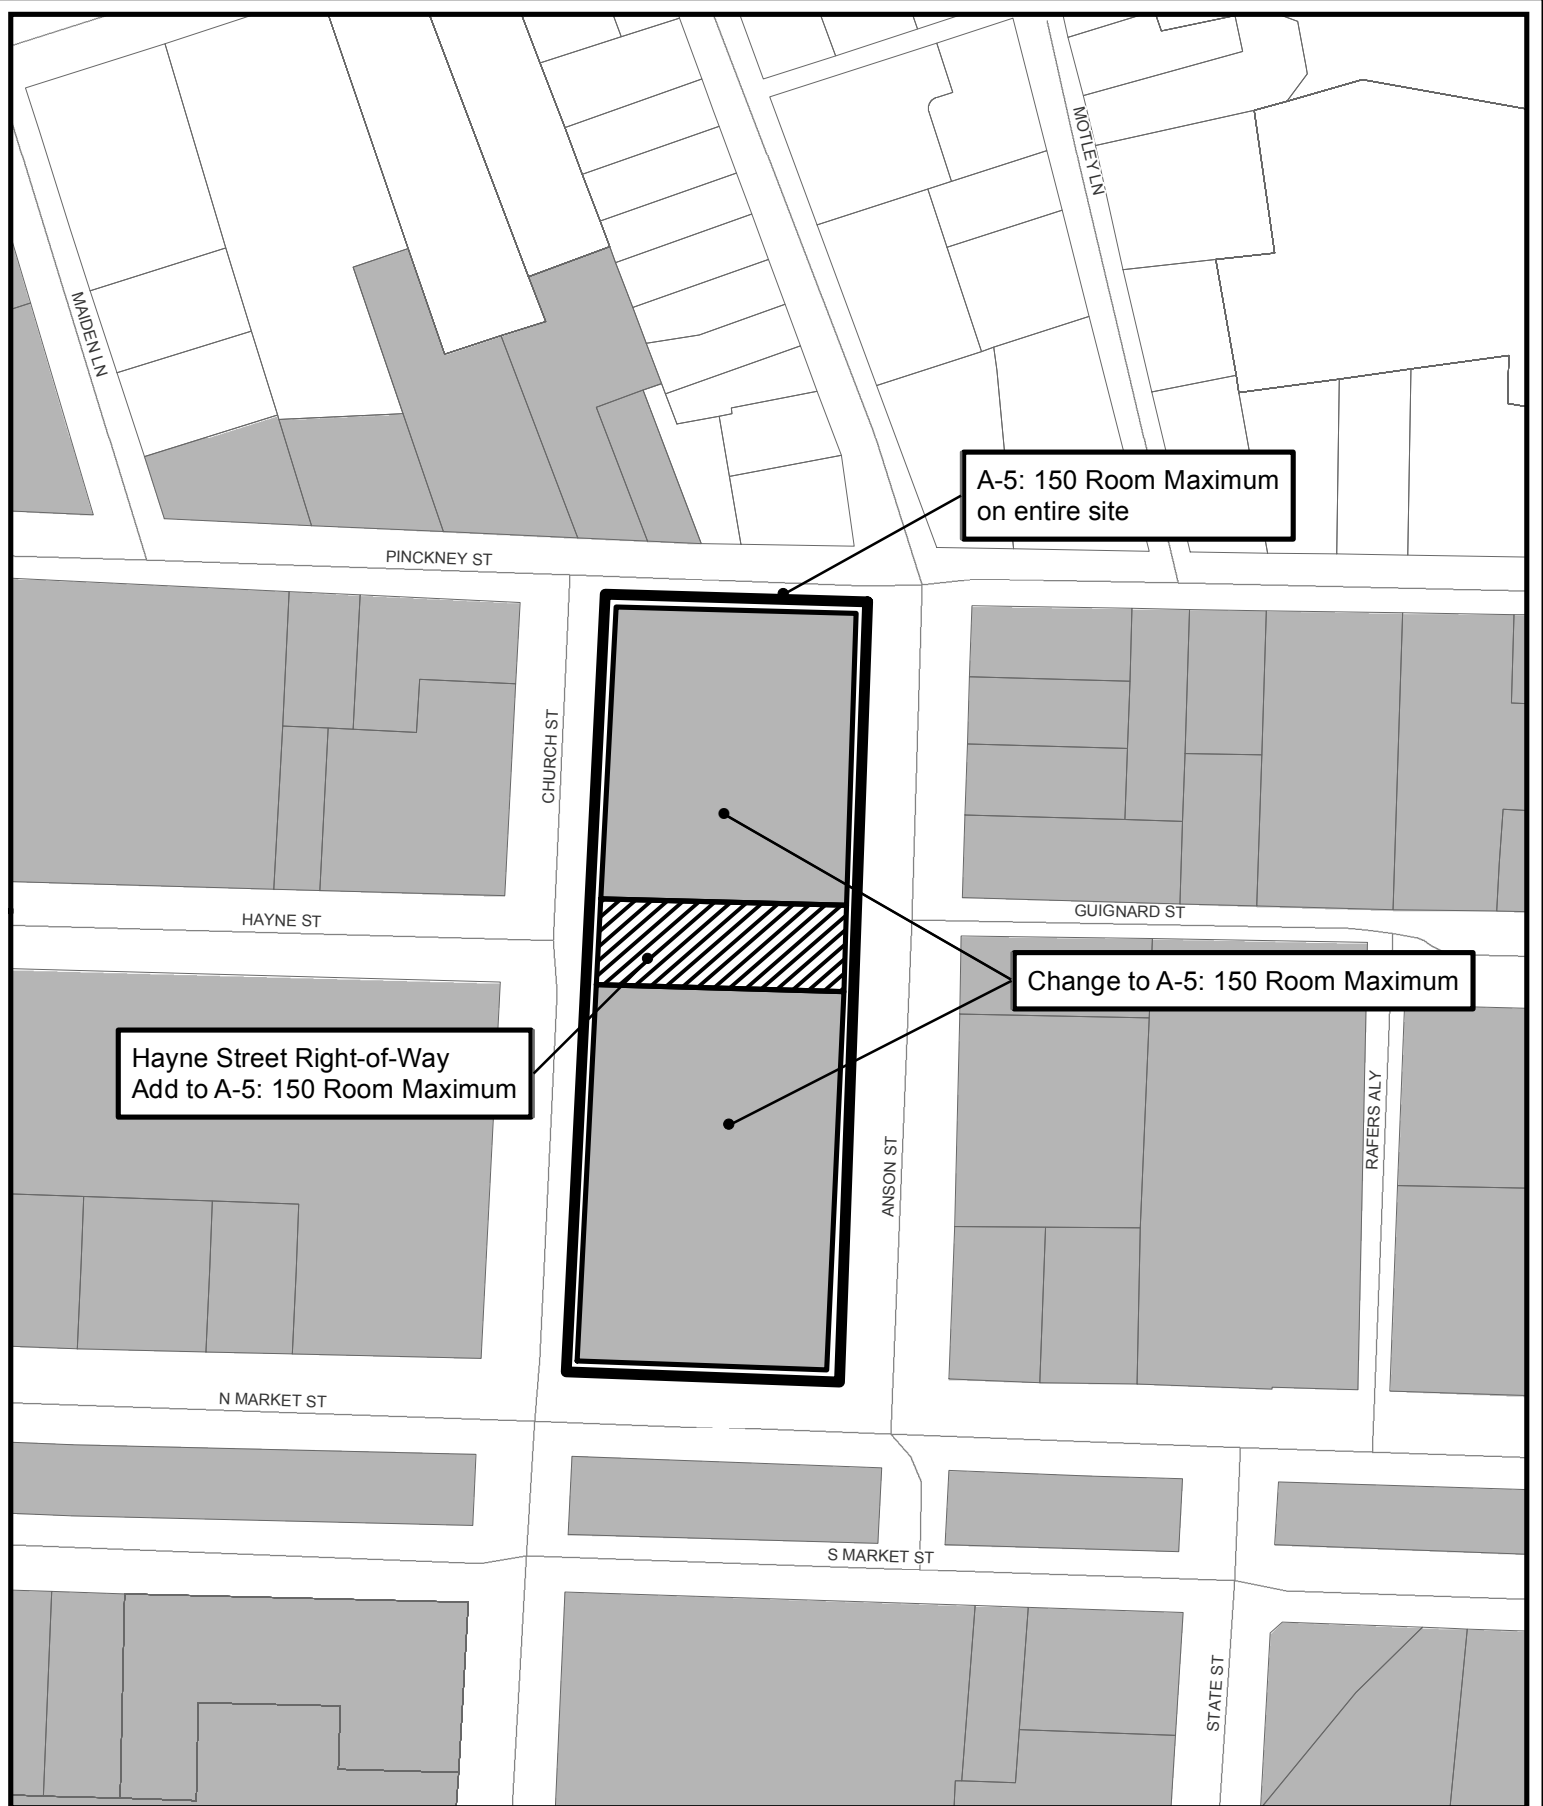 MOTLEY LN
MAIDEN LN
A-5: 150 Room Maximum
on entire site
PINCKNEY ST
CHURCH ST
HAYNE ST
GUIGNARD ST
Change to A-5: 150 Room Maximum
Hayne Street Right-of-Way
Add to A-5: 150 Room Maximum
RAFERS ALY
ANSON ST
N MARKET ST
S MARKET ST
STATE ST